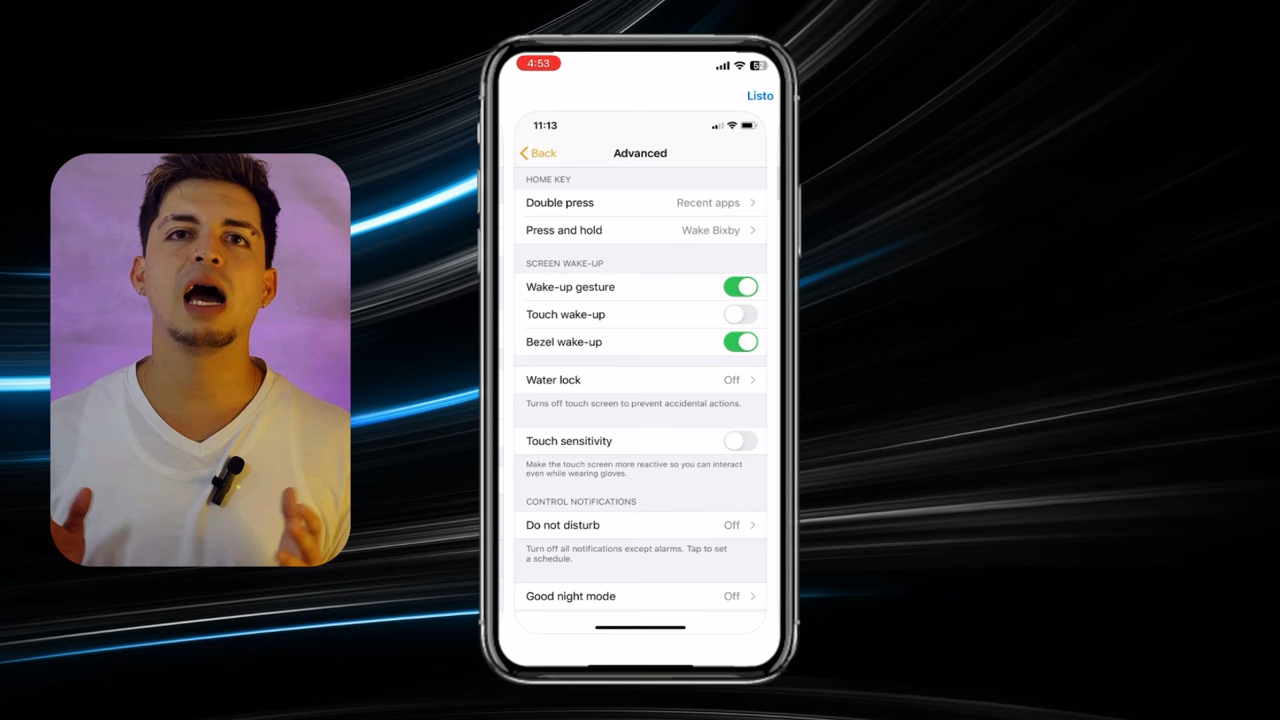 4:53
52
Listo
11:13
Back
Advanced
HOME KEY
Double press Recent apps
Press and hold Wake Bixby
SCREEN WAKE-UP
Wake-up gesture
Touch wake-up
Bezel wake-up
Water lock Off
Turns off touch screen to prevent accidental actions.
Touch sensitivity
Make the touch screen more reactive so you can interact
even while wearing gloves.
CONTROL NOTIFICATIONS
Do not disturb Off
Turn off all notifications except alarms. Tap to set
a schedule.
Good night mode Off